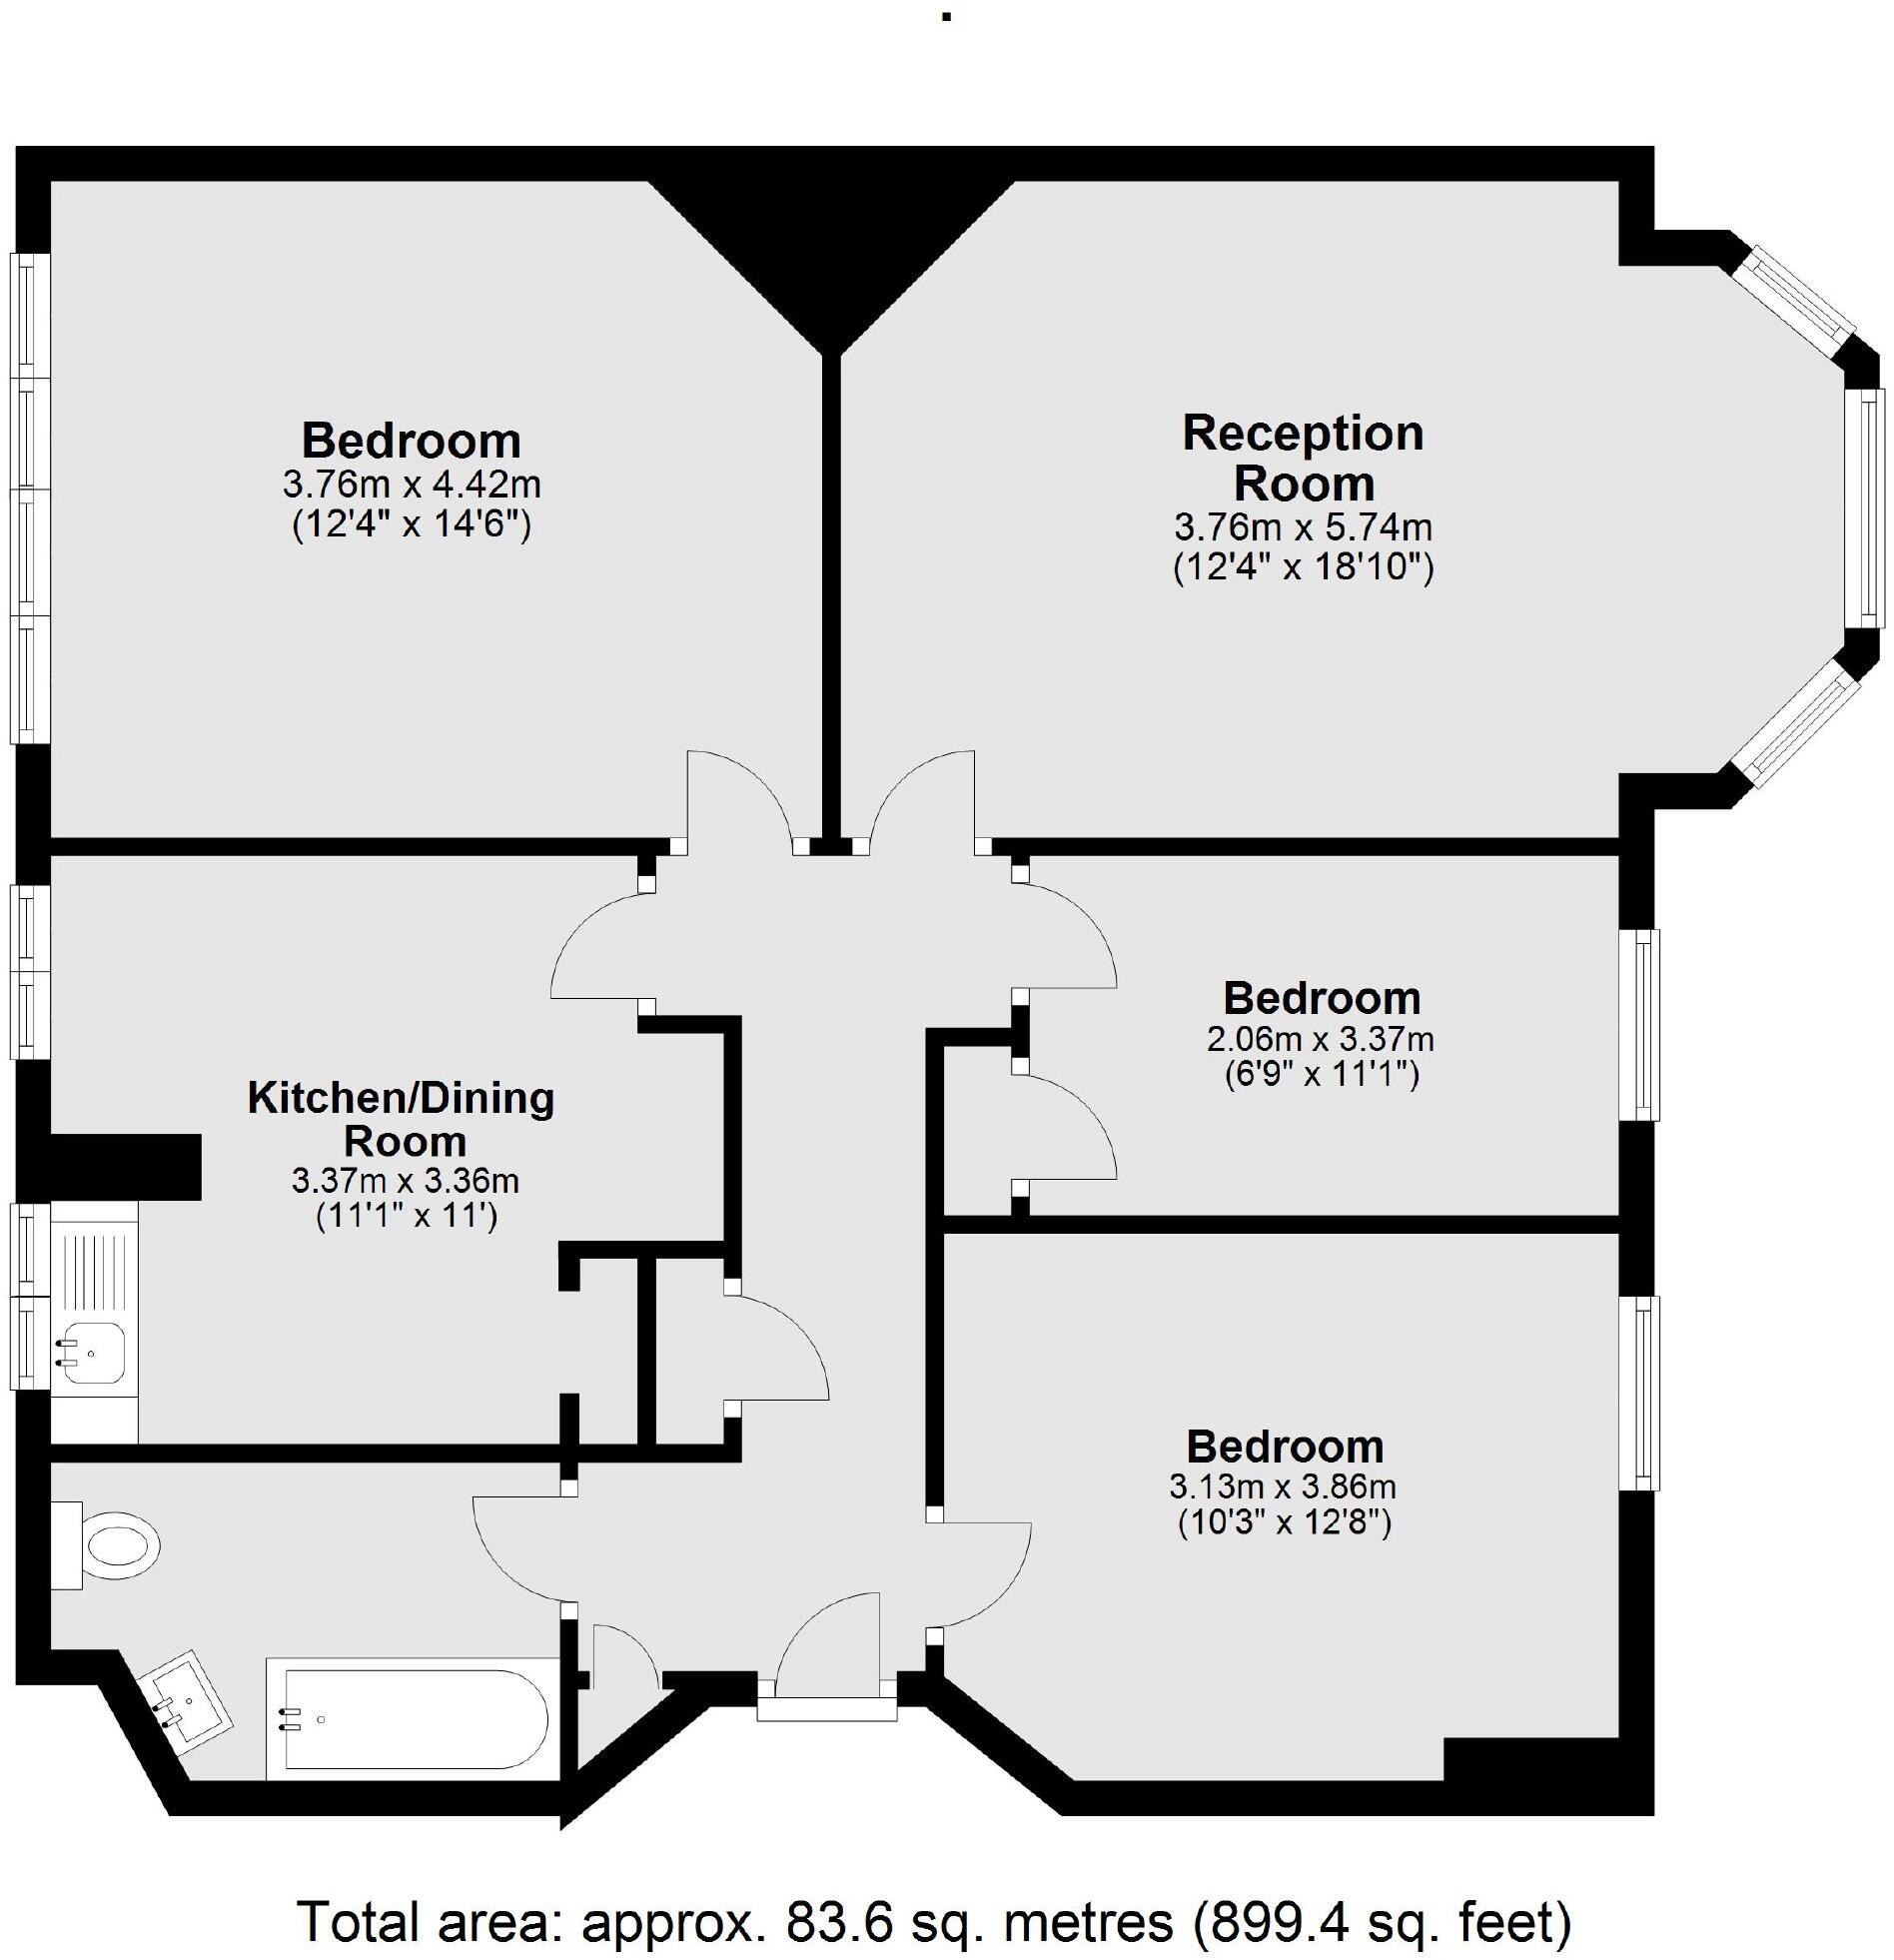 Bedroom
3.76m x 4.42m
(12'4" x 14'6")
Reception
Room
3.76m x 5.74m
(12'4" x 18'10")
Kitchen/Dining
Room
3.37m x 3.36m
(11'1" x 11')
Bedroom
2.06m x 3.37m
(6'9" x 11'1")
Bedroom
3.13m x 3.86m
(10'3" x 12'8")
Total area: approx. 83.6 sq. metres (899.4 sq. feet)